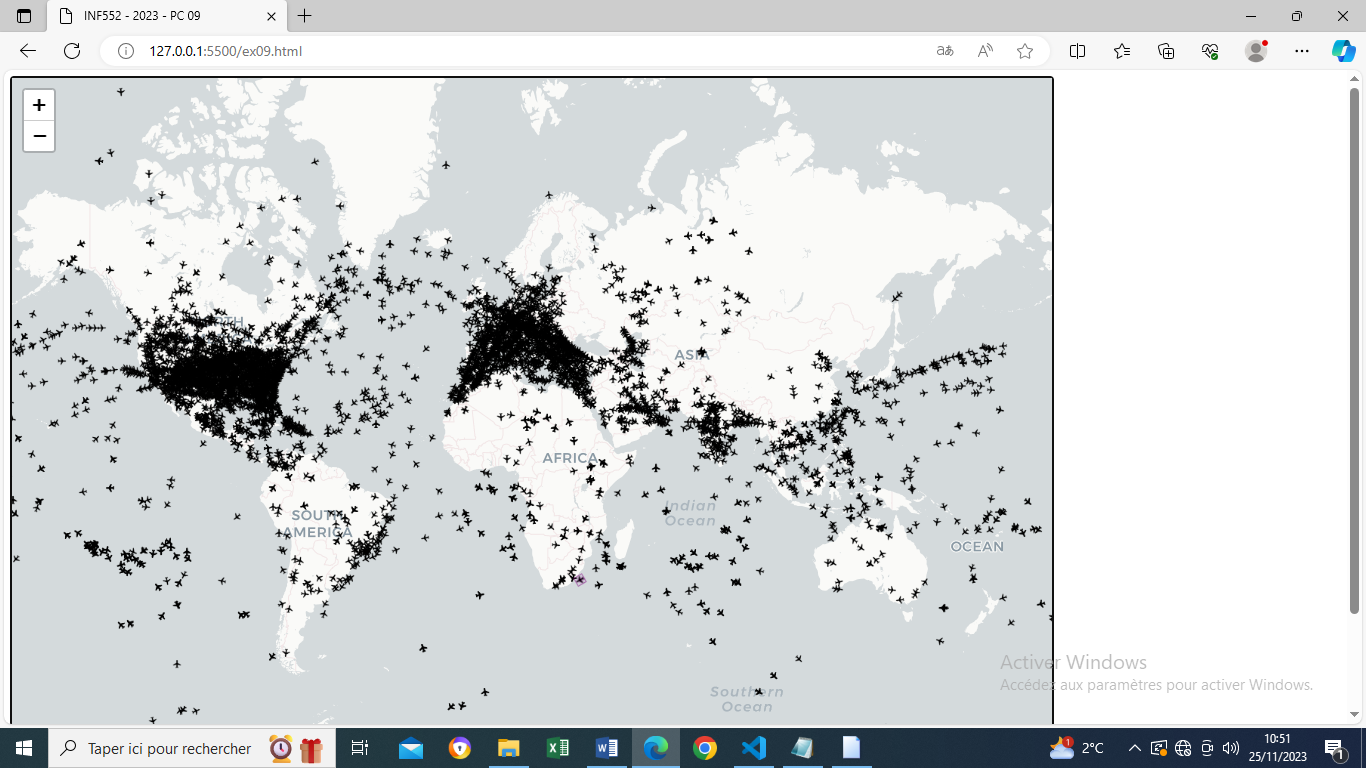 INF552 - 2023 - PC 09
127.0.0.1:5500/ex09.html
+
−
ASIA
AFRICA
SOUTH
AMERICA
Indian
Ocean
OCEAN
Southern
Ocean
Activer Windows
Accédez aux paramètres pour activer Windows.
Taper ici pour rechercher
1
2°C
10:51
25/11/2023
1